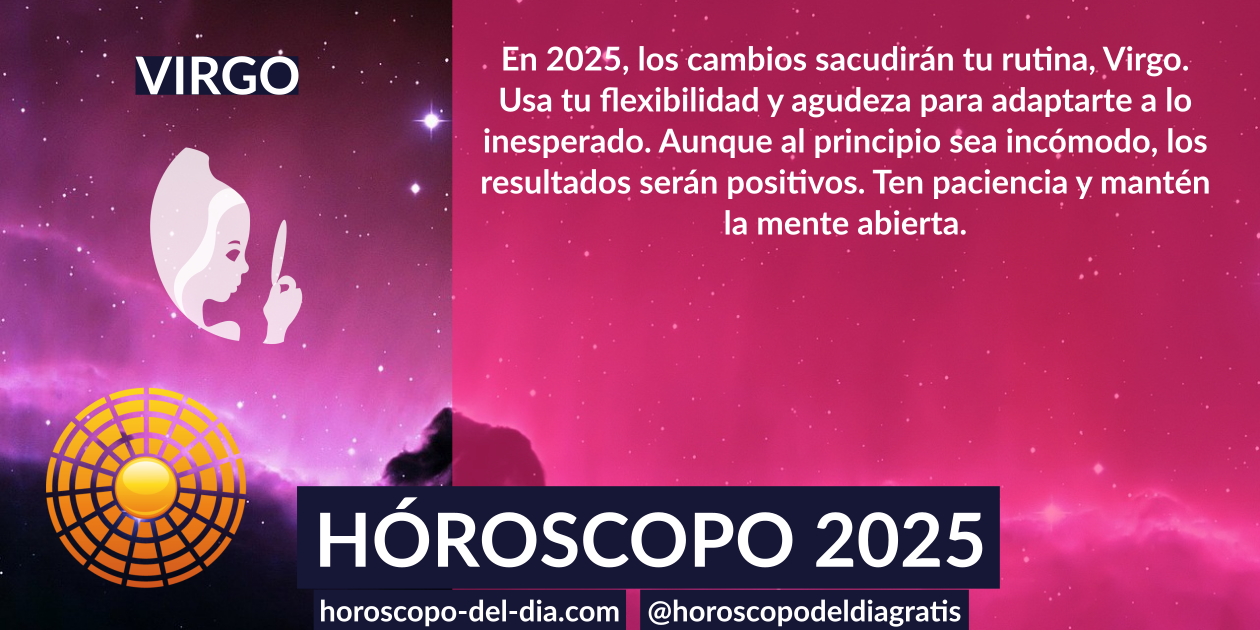 VIRGO
En 2025, los cambios sacudirán tu rutina, Virgo.
Usa tu flexibilidad y agudeza para adaptarte a lo
inesperado. Aunque al principio sea incómodo, los
resultados serán positivos. Ten paciencia y mantén
la mente abierta.
HÓROSCOPO 2025
horoscopo-del-dia.com
@horoscopodeldiagratis